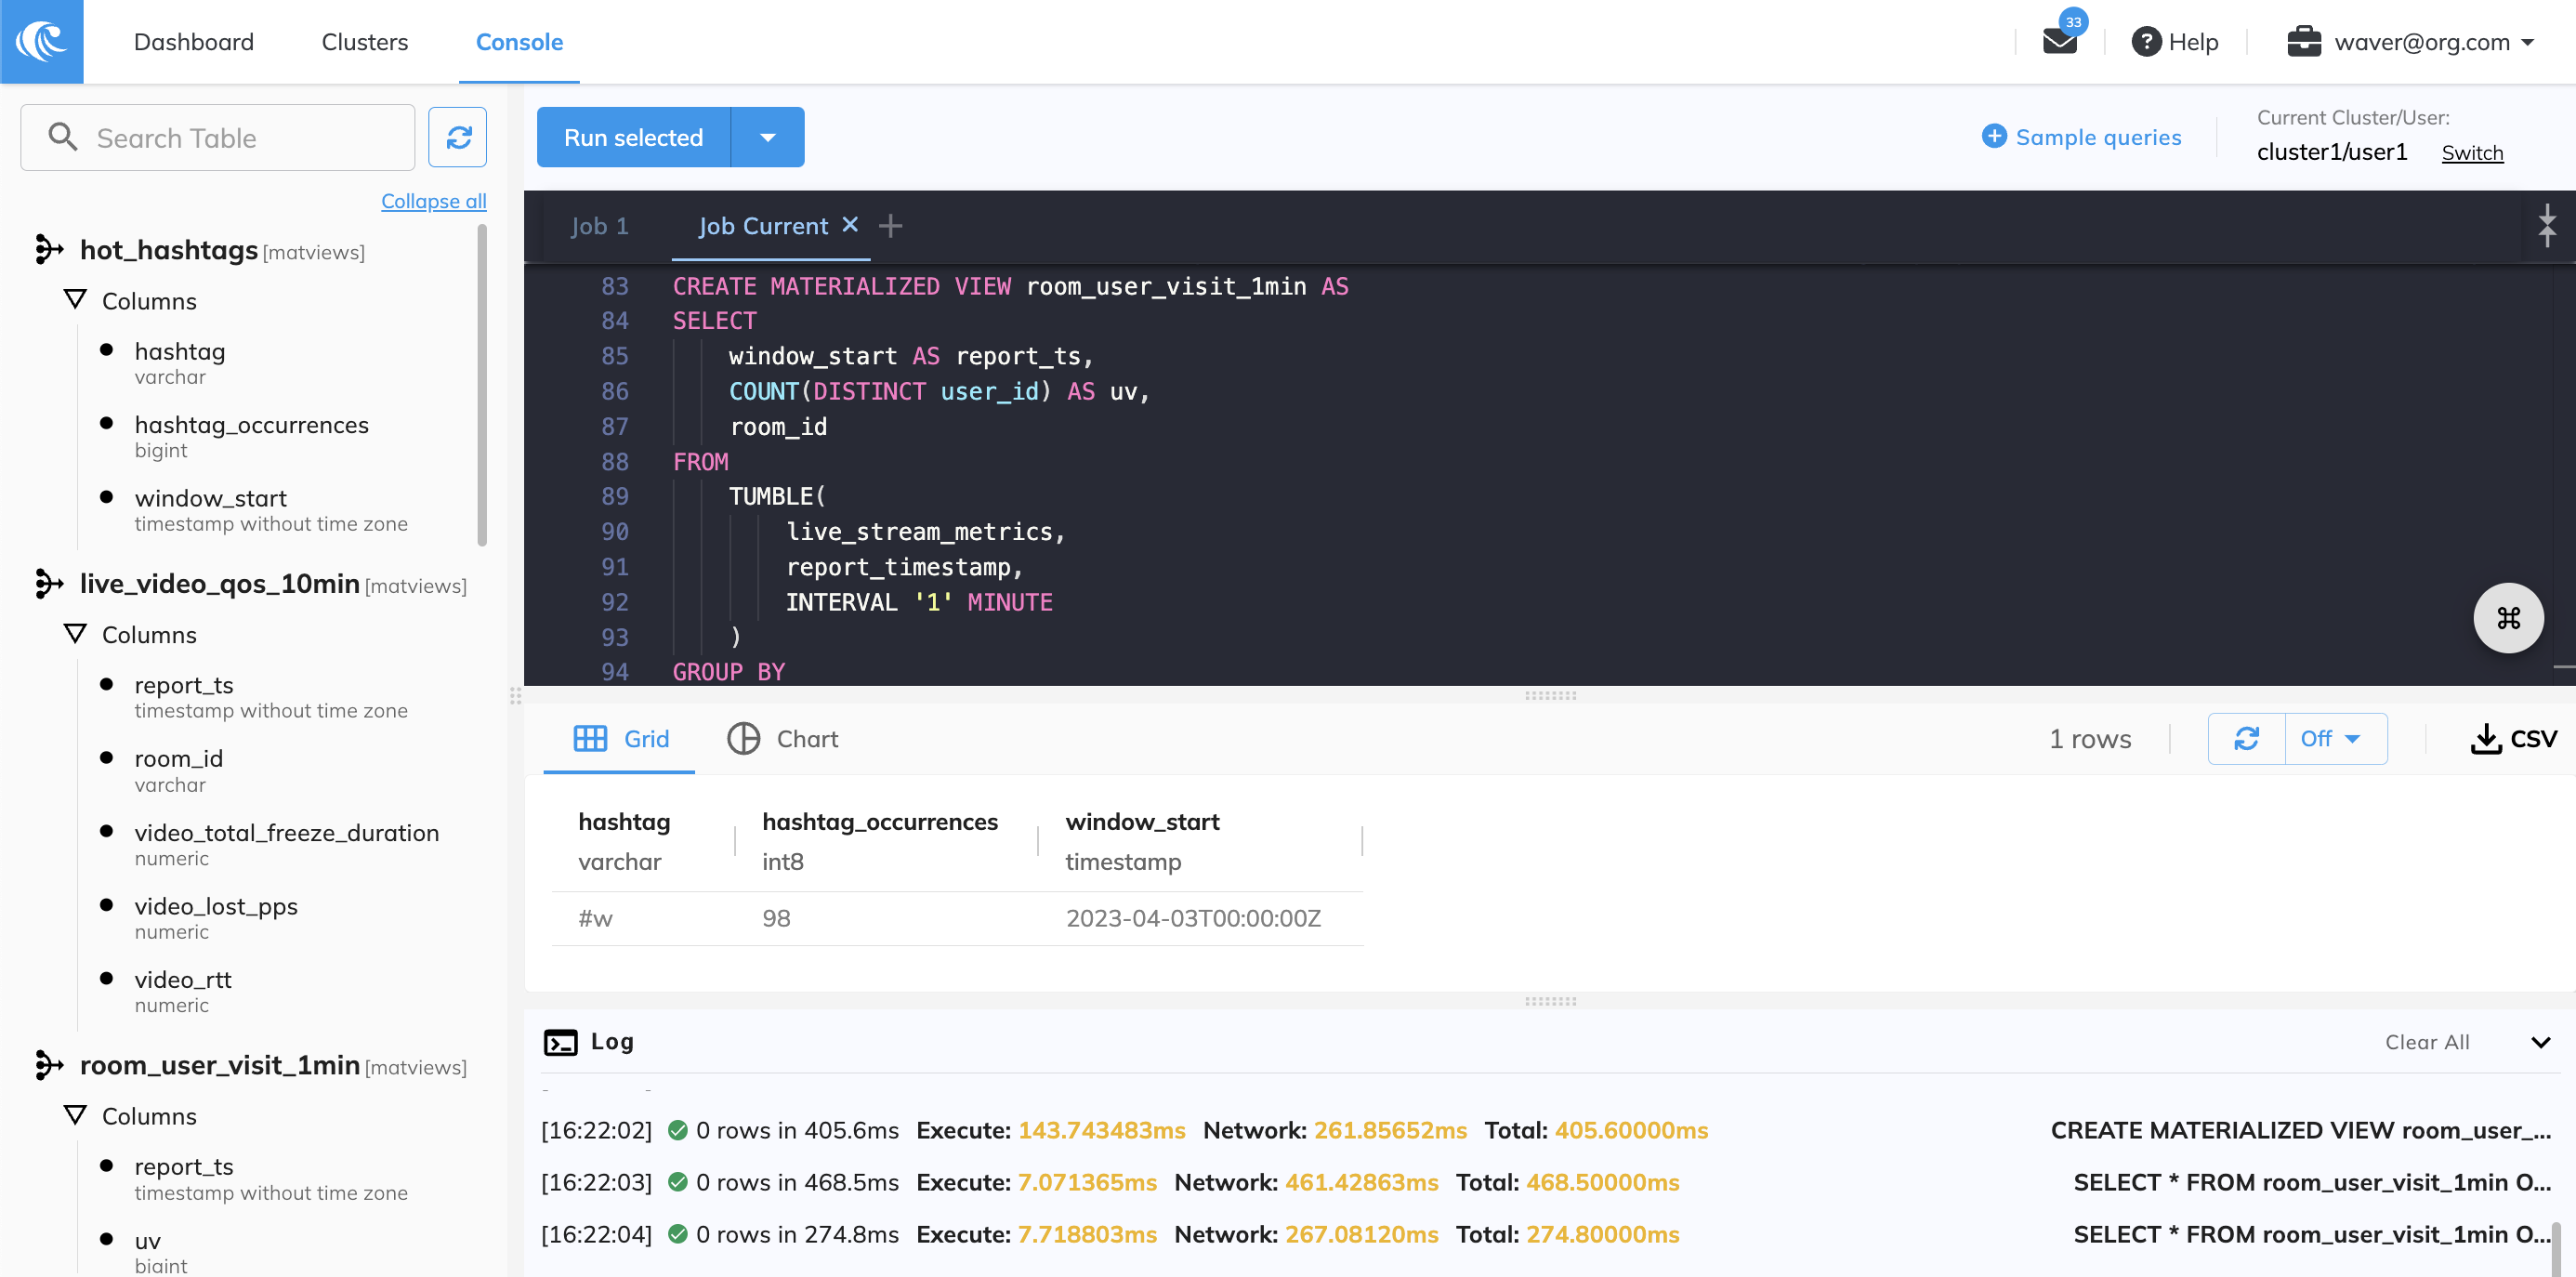 Dashboard
Clusters
Console
33
Help
waver@org.com
Search Table
Collapse all
hot_hashtags [matviews]
Columns
hashtag
varchar
hashtag_occurrences
bigint
window_start
timestamp without time zone
live_video_qos_10min [matviews]
Columns
report_ts
timestamp without time zone
room_id
varchar
video_total_freeze_duration
numeric
video_lost_pps
numeric
video_rtt
numeric
room_user_visit_1min [matviews]
Columns
report_ts
timestamp without time zone
uv
bigint
Run selected
Sample queries
Current Cluster/User:
cluster1/user1 Switch
Job 1
Job Current
83 CREATE MATERIALIZED VIEW room_user_visit_1min AS
84 SELECT
85 window_start AS report_ts,
86 COUNT(DISTINCT user_id) AS uv,
87 room_id
88 FROM
89 TUMBLE(
90 live_stream_metrics,
91 report_timestamp,
92 INTERVAL '1' MINUTE
93 )
94 GROUP BY
Grid
Chart
1 rows
Off
CSV
hashtag hashtag_occurrences window_start
varchar int8 timestamp
#w 98 2023-04-03T00:00:00Z
Log
Clear All
[16:22:02] 0 rows in 405.6ms Execute: 143.743483ms Network: 261.85652ms Total: 405.60000ms CREATE MATERIALIZED VIEW room_user_...
[16:22:03] 0 rows in 468.5ms Execute: 7.071365ms Network: 461.42863ms Total: 468.50000ms SELECT * FROM room_user_visit_1min O...
[16:22:04] 0 rows in 274.8ms Execute: 7.718803ms Network: 267.08120ms Total: 274.80000ms SELECT * FROM room_user_visit_1min O...